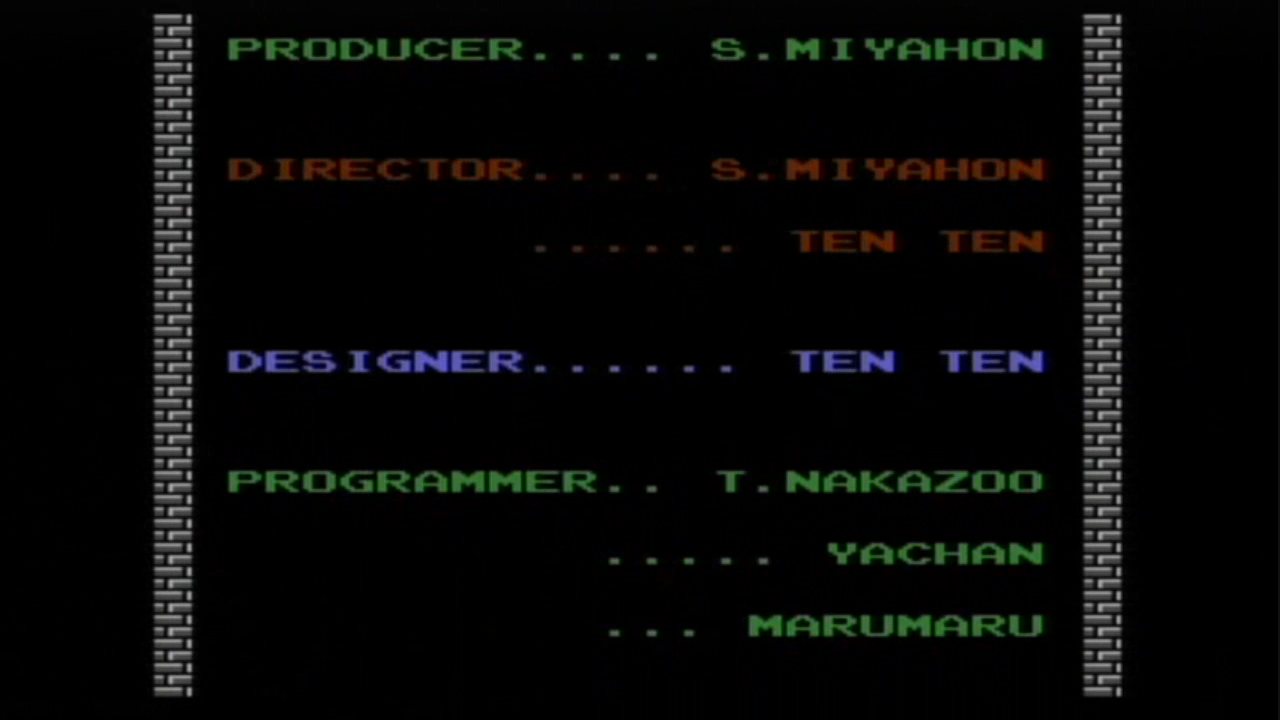 PRODUCER.... S.MIYAHON
DIRECTOR.... S.MIYAHON
...... TEN TEN
DESIGNER...... TEN TEN
PROGRAMMER.. T.NAKAZOO
..... YACHAN
... MARUMARU